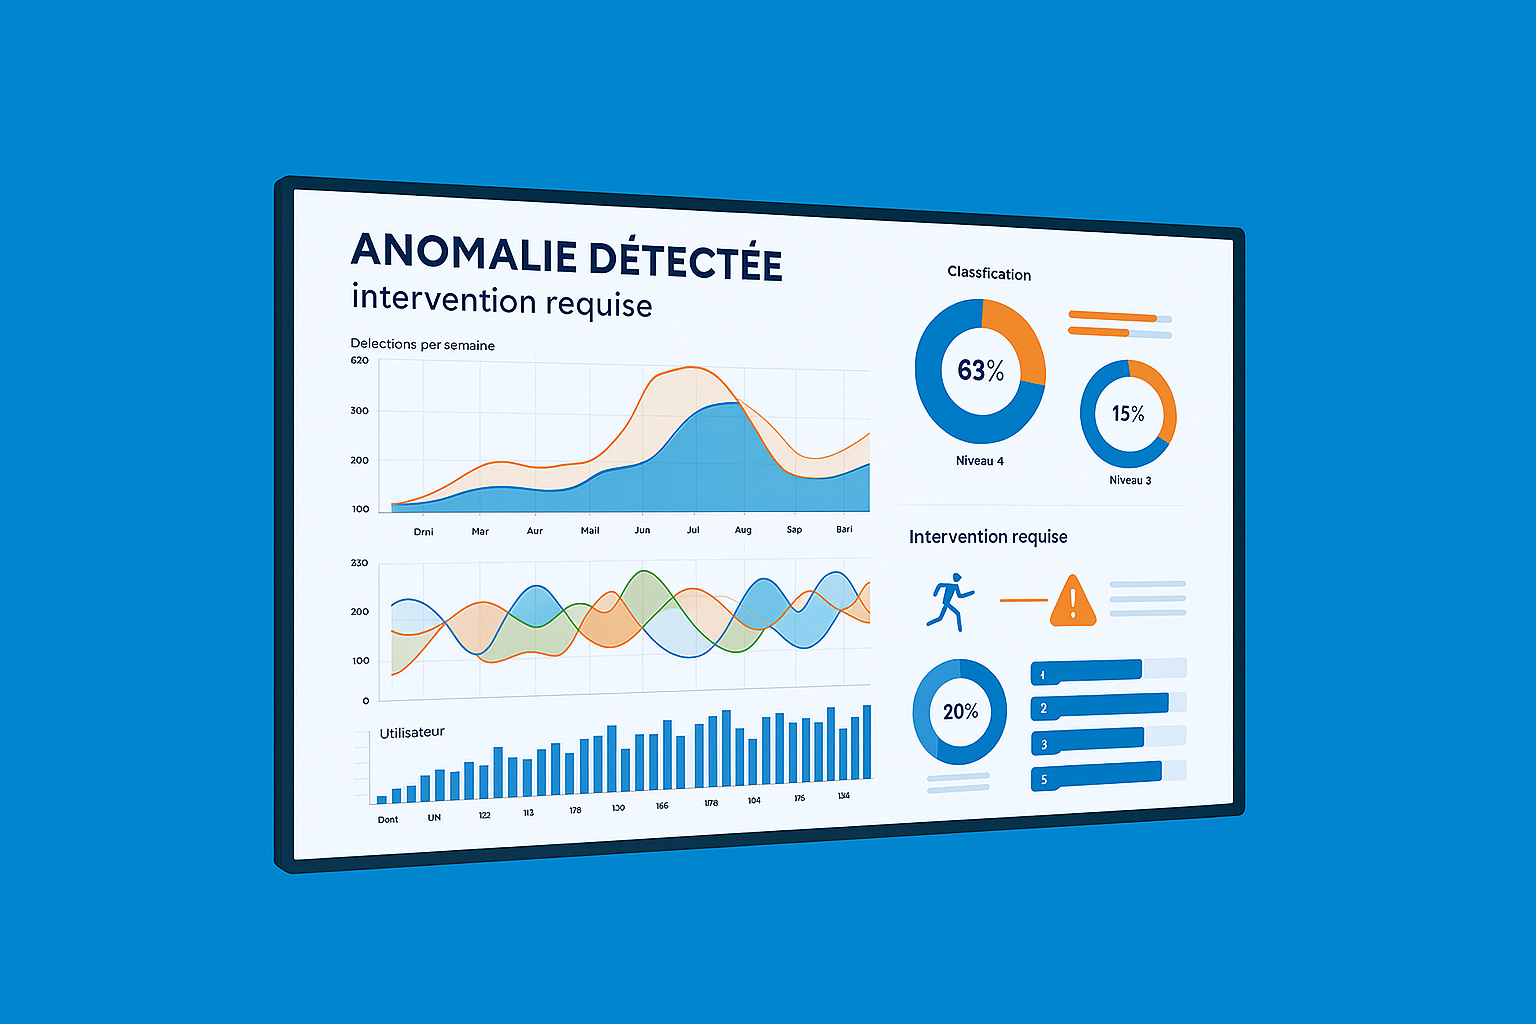 ANOMALIE DÉTECTÉE
intervention requise
Delections per semaine
620
300
200
100
Drni Mar Aur Mail Jun Jul Aug Sap Bari
230
200
100
0
Utilisateur
Dont UN 122 113 178 130 166 1/78 104 175 134
Classfication
63%
15%
Niveau 4
Niveau 3
Intervention requise
!
20%
1
2
3
5